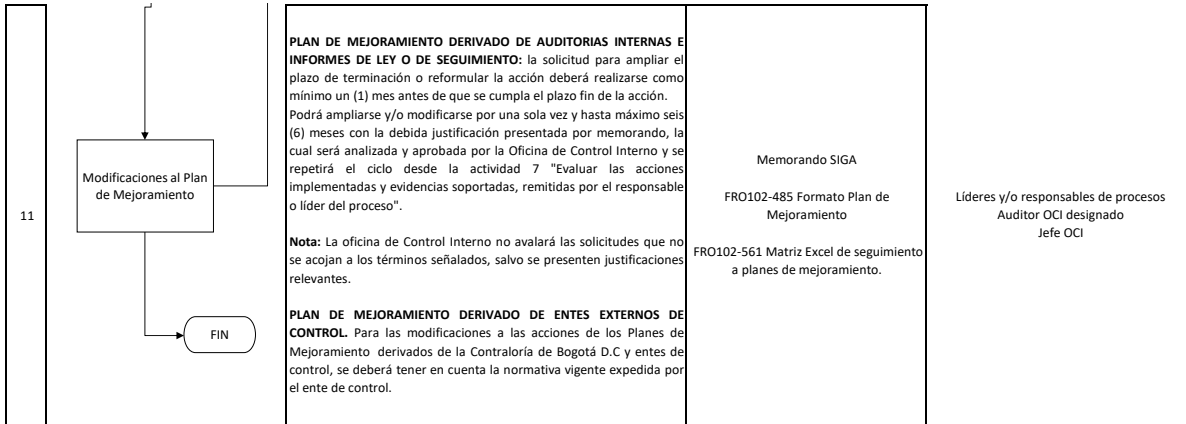 11
Modificaciones al Plan
de Mejoramiento
FIN
PLAN DE MEJORAMIENTO DERIVADO DE AUDITORIAS INTERNAS E
INFORMES DE LEY O DE SEGUIMIENTO: la solicitud para ampliar el
plazo de terminación o reformular la acción deberá realizarse como
mínimo un (1) mes antes de que se cumpla el plazo fin de la acción.
Podrá ampliarse y/o modificarse por una sola vez y hasta máximo seis
(6) meses con la debida justificación presentada por memorando, la
cual será analizada y aprobada por la Oficina de Control Interno y se
repetirá el ciclo desde la actividad 7 "Evaluar las acciones
implementadas y evidencias soportadas, remitidas por el responsable
o líder del proceso".
Nota: La oficina de Control Interno no avalará las solicitudes que no
se acojan a los términos señalados, salvo se presenten justificaciones
relevantes.
PLAN DE MEJORAMIENTO DERIVADO DE ENTES EXTERNOS DE
CONTROL. Para las modificaciones a las acciones de los Planes de
Mejoramiento derivados de la Contraloría de Bogotá D.C y entes de
control, se deberá tener en cuenta la normativa vigente expedida por
el ente de control.
Memorando SIGA
FRO102-485 Formato Plan de
Mejoramiento
FRO102-561 Matriz Excel de seguimiento
a planes de mejoramiento.
Líderes y/o responsables de procesos
Auditor OCI designado
Jefe OCI